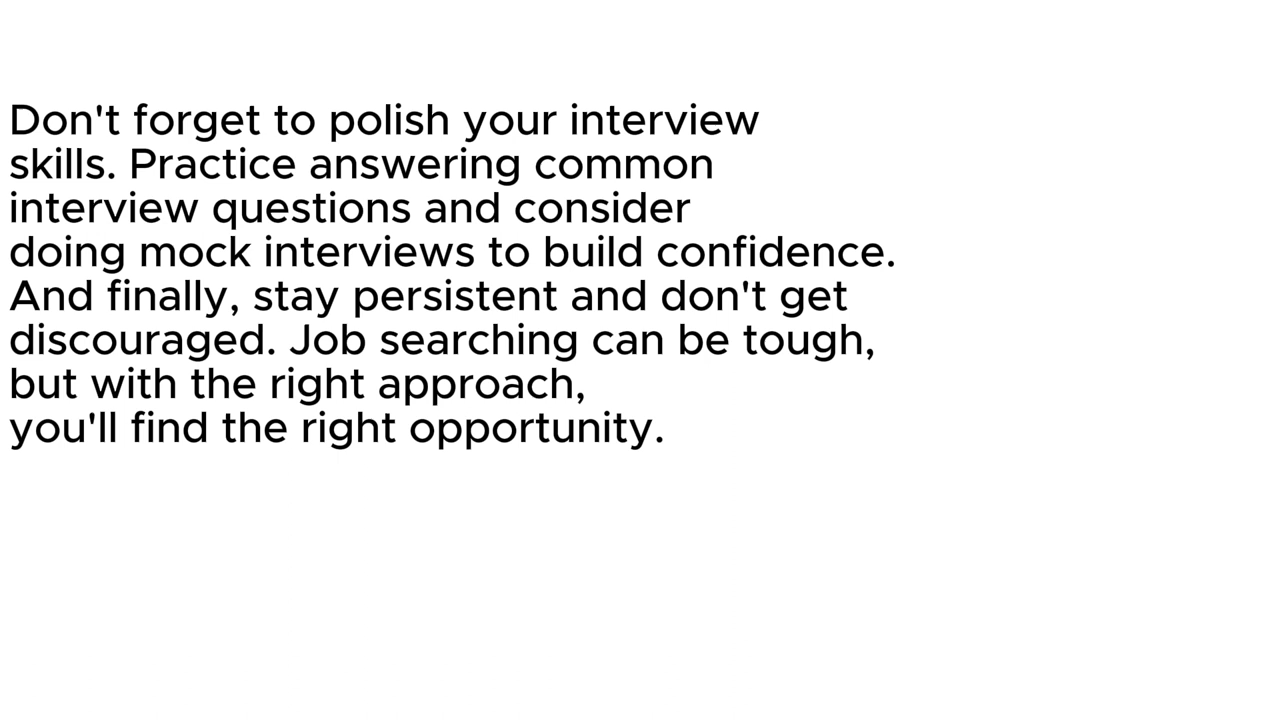 Don't forget to polish your interview
skills. Practice answering common
interview questions and consider
doing mock interviews to build confidence.
And finally, stay persistent and don't get
discouraged. Job searching can be tough,
but with the right approach,
you'll find the right opportunity.